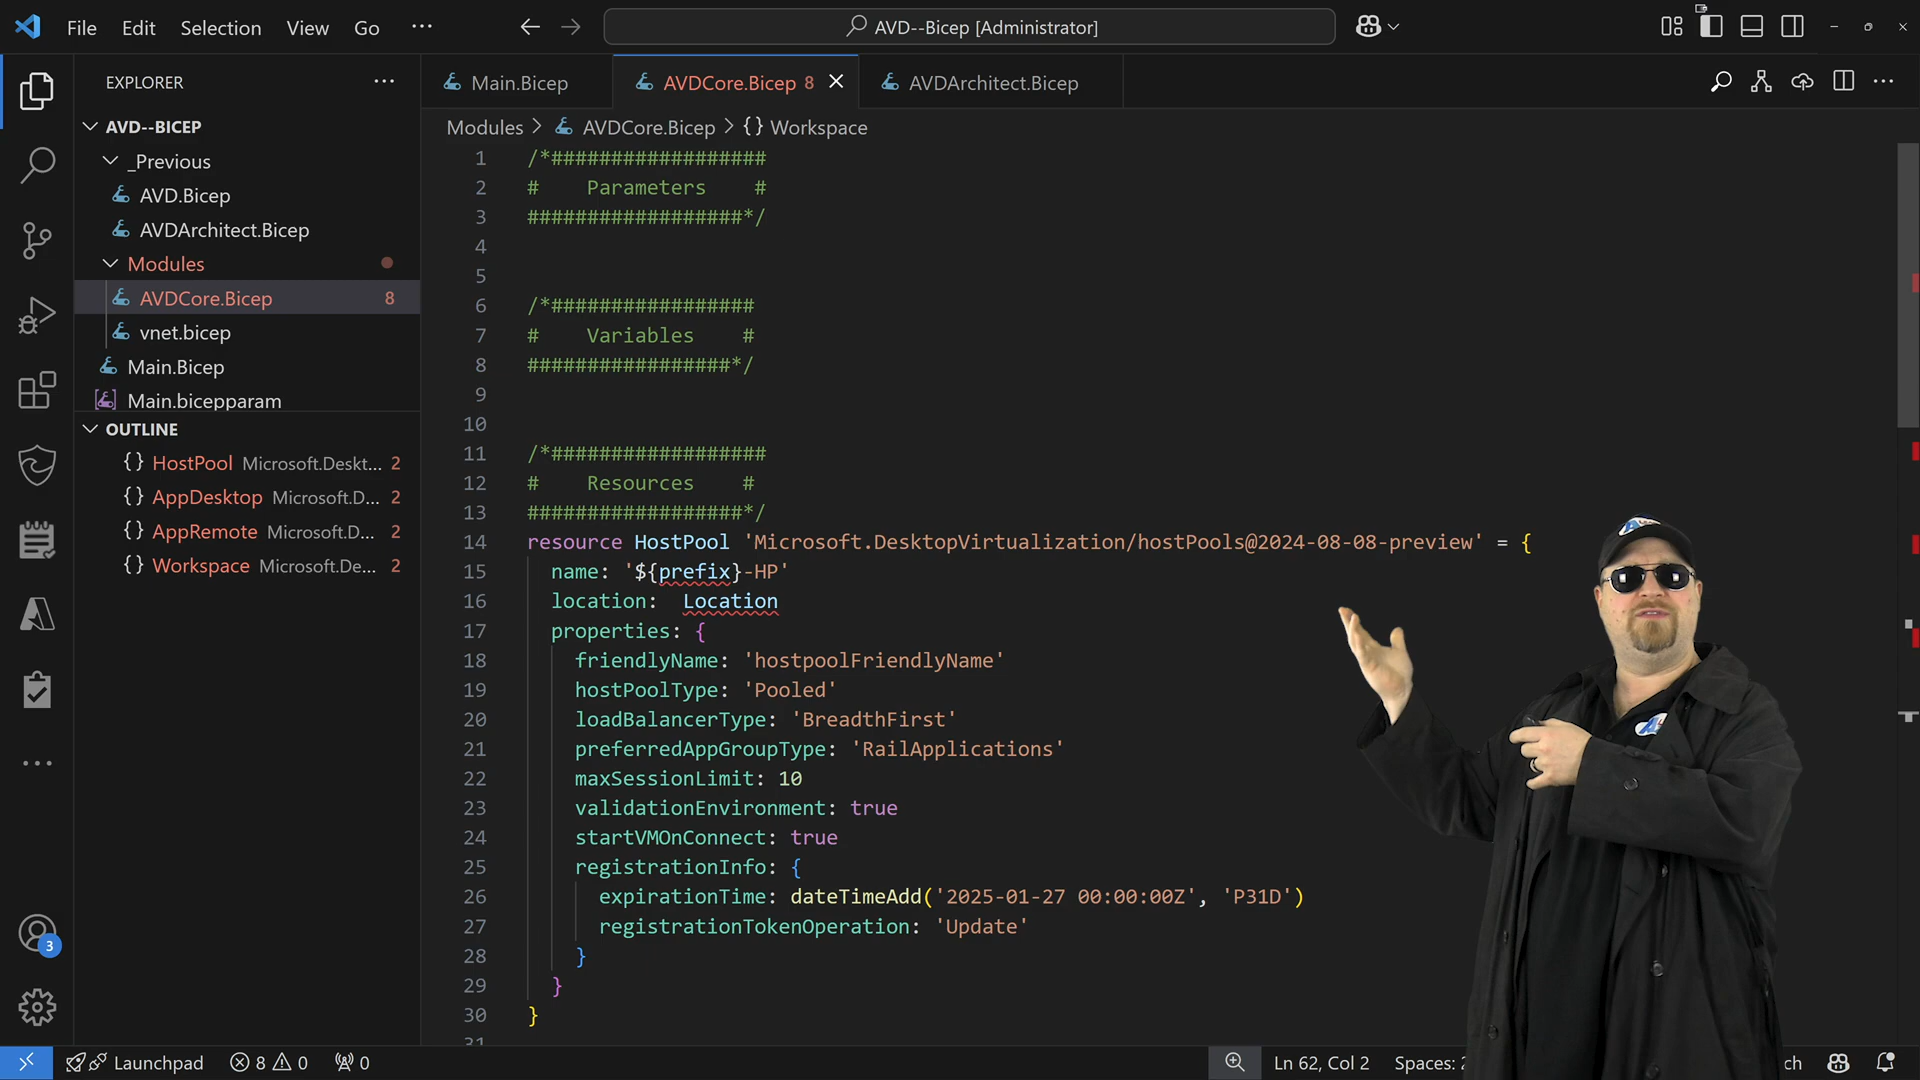 File Edit Selection View Go ··· AVD--Bicep [Administrator]
EXPLORER ···
AVD--BICEP
_Previous
AVD.Bicep
AVDArchitect.Bicep
Modules
AVDCore.Bicep 8
vnet.bicep
Main.Bicep
Main.bicepparam
OUTLINE
{} HostPool Microsoft.Deskt... 2
{} AppDesktop Microsoft.D... 2
{} AppRemote Microsoft.D... 2
{} Workspace Microsoft.De... 2
3
Main.Bicep AVDCore.Bicep 8 AVDArchitect.Bicep
Modules > AVDCore.Bicep > {} Workspace
1 /*##################
2 #    Parameters    #
3 ##################*/
4
5
6 /*#################
7 #    Variables    #
8 #################*/
9
10
11 /*##################
12 #    Resources    #
13 ##################*/
14 resource HostPool 'Microsoft.DesktopVirtualization/hostPools@2024-08-08-preview' = {
15   name: '${prefix}-HP'
16   location:  Location
17   properties: {
18     friendlyName: 'hostpoolFriendlyName'
19     hostPoolType: 'Pooled'
20     loadBalancerType: 'BreadthFirst'
21     preferredAppGroupType: 'RailApplications'
22     maxSessionLimit: 10
23     validationEnvironment: true
24     startVMOnConnect: true
25     registrationInfo: {
26       expirationTime: dateTimeAdd('2025-01-27 00:00:00Z', 'P31D')
27       registrationTokenOperation: 'Update'
28     }
29   }
30 }
31
Launchpad 8 0 0 Ln 62, Col 2 Spaces: 2 ch